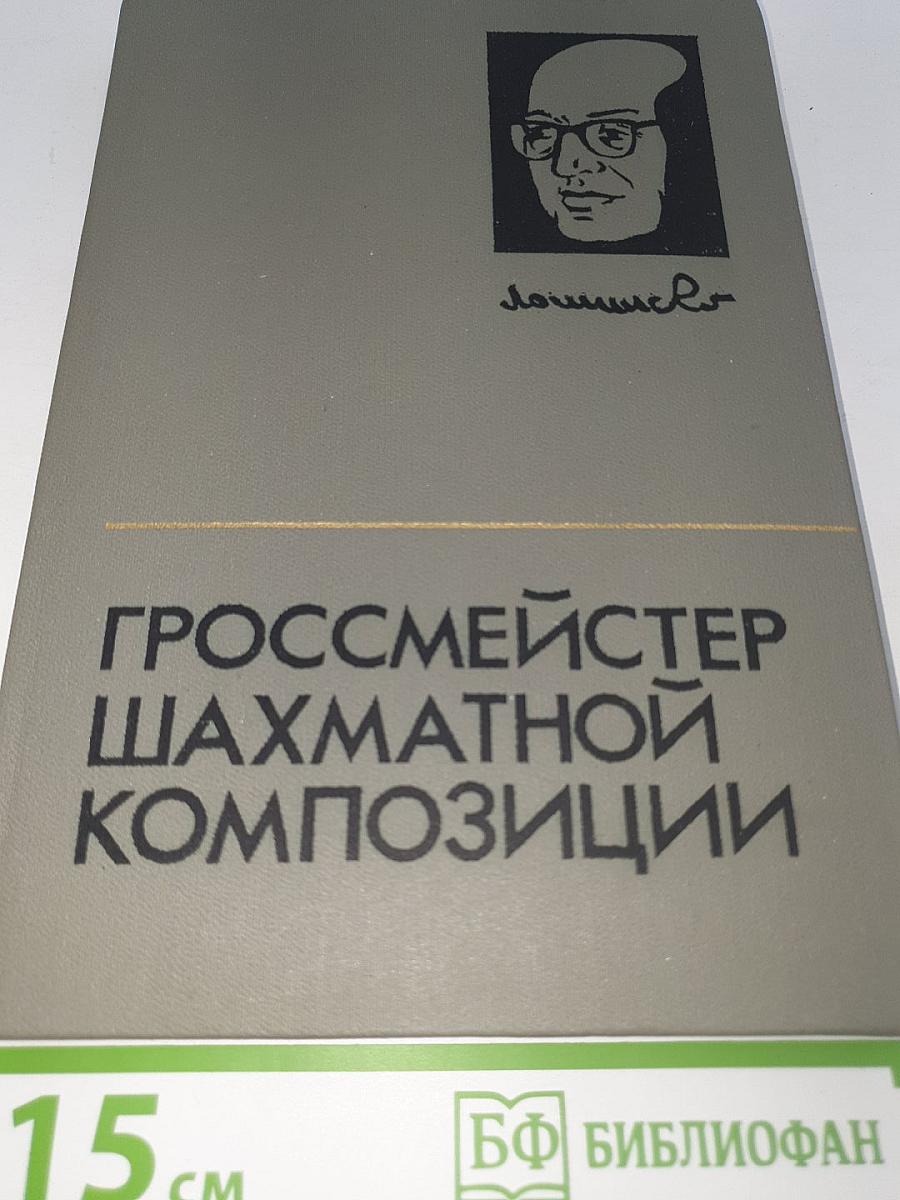 ГРОССМЕЙСТЕР
ШАХМАТНОЙ
КОМПОЗИЦИИ
15 см
БФ БИБЛИОФАН